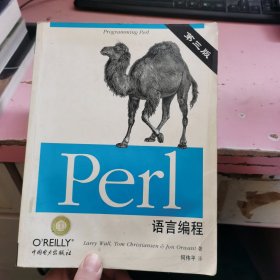 Programming Perl
第三版
Perl
语言编程
O'REILLY®
中国电力出版社
Larry Wall, Tom Christiansen & Jon Orwant 著
何伟平 译